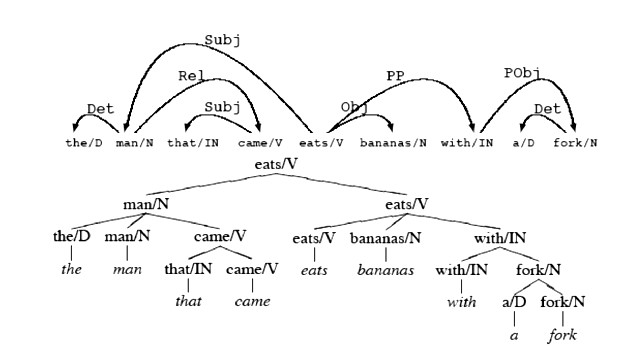 Subj
Rel PP PObj
Det Subj Obj Det
the/D man/N that/IN came/V eats/V bananas/N with/IN a/D fork/N
eats/V
man/N eats/V
the/D man/N came/V eats/V bananas/N with/IN
the man that/IN came/V eats bananas with/IN fork/N
that came with a/D fork/N
a fork